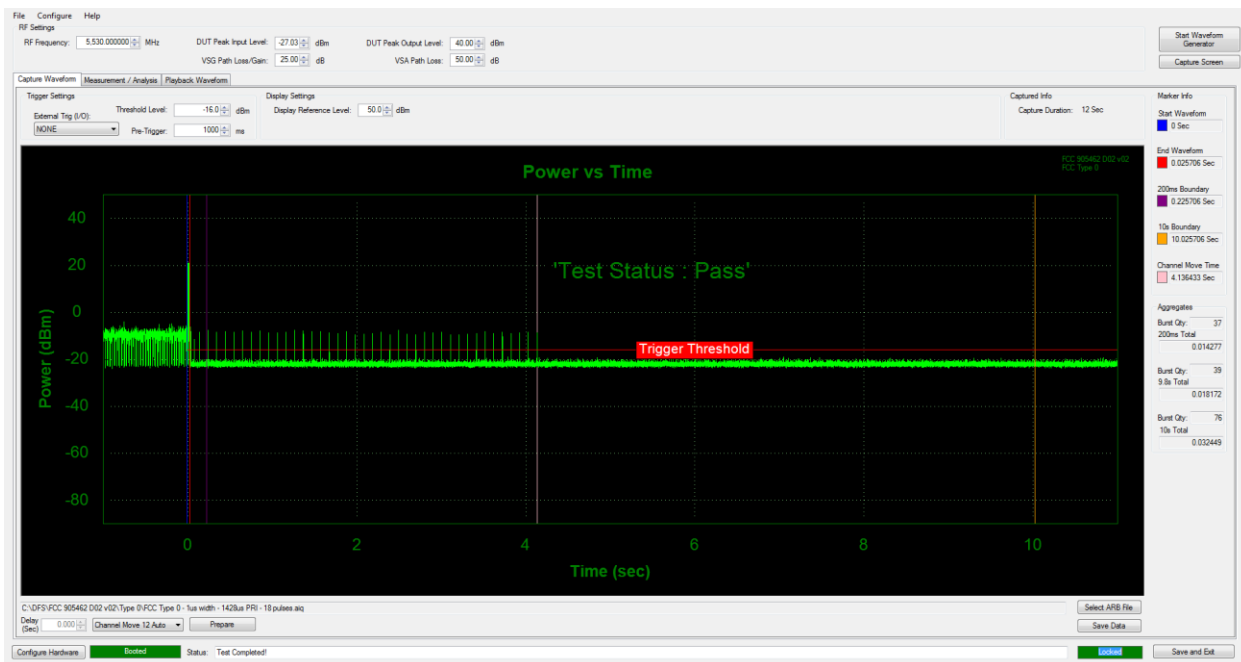 File Configure Help
RF Settings
RF Frequency: 5,530.000000 MHz DUT Peak Input Level: -27.03 dBm DUT Peak Output Level: 40.00 dBm
VSG Path Loss/Gain: 25.00 dB VSA Path Loss: 50.00 dB
Start Waveform Generator
Capture Screen
Capture Waveform Measurement / Analysis Playback Waveform
Trigger Settings
External Trig (I/O):
NONE
Threshold Level: -16.0 dBm
Pre-Trigger: 1000 ms
Display Settings
Display Reference Level: 50.0 dBm
Captured Info
Capture Duration: 12 Sec
Power vs Time
FCC 905462 D02 v02
FCC Type 0
'Test Status : Pass'
Trigger Threshold
Power (dBm)
40
20
0
-20
-40
-60
-80
0 2 4 6 8 10
Time (sec)
Marker Info
Start Waveform
0 Sec
End Waveform
0.025706 Sec
200ms Boundary
0.225706 Sec
10s Boundary
10.025706 Sec
Channel Move Time
4.136433 Sec
Aggregates
Burst Qty: 37
200ms Total
0.014277
Burst Qty: 39
9.8s Total
0.018172
Burst Qty: 76
10s Total
0.032449
C:\DFS\FCC 905462 D02 v02\Type 0\FCC Type 0 - 1us width - 1428us PRI - 18 pulses.aiq
Select ARB File
Delay (Sec) 0.000 Channel Move 12 Auto Prepare
Save Data
Configure Hardware Booted Status: Test Completed! Locked Save and Exit